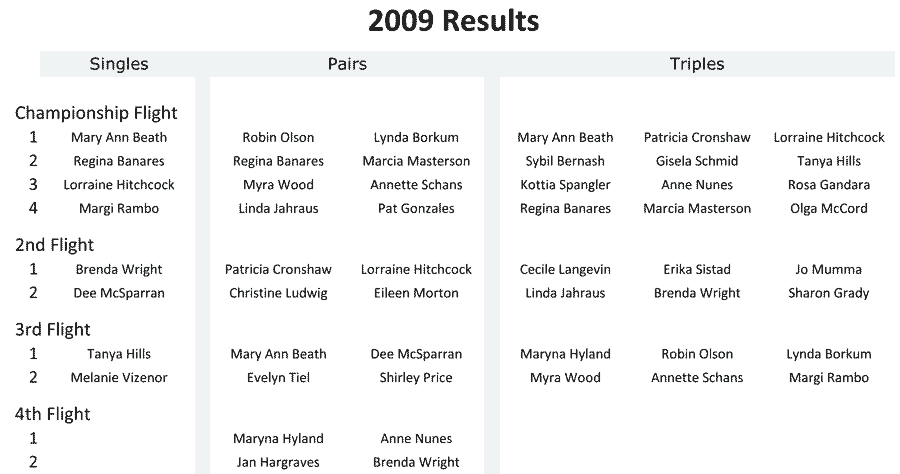 2009 Results
Singles Pairs Triples
Championship Flight
1 Mary Ann Beath Robin Olson Lynda Borkum Mary Ann Beath Patricia Cronshaw Lorraine Hitchcock
2 Regina Banares Regina Banares Marcia Masterson Sybil Bernash Gisela Schmid Tanya Hills
3 Lorraine Hitchcock Myra Wood Annette Schans Kottia Spangler Anne Nunes Rosa Gandara
4 Margi Rambo Linda Jahraus Pat Gonzales Regina Banares Marcia Masterson Olga McCord
2nd Flight
1 Brenda Wright Patricia Cronshaw Lorraine Hitchcock Cecile Langevin Erika Sistad Jo Mumma
2 Dee McSparran Christine Ludwig Eileen Morton Linda Jahraus Brenda Wright Sharon Grady
3rd Flight
1 Tanya Hills Mary Ann Beath Dee McSparran Maryna Hyland Robin Olson Lynda Borkum
2 Melanie Vizenor Evelyn Tiel Shirley Price Myra Wood Annette Schans Margi Rambo
4th Flight
1 Maryna Hyland Anne Nunes
2 Jan Hargraves Brenda Wright